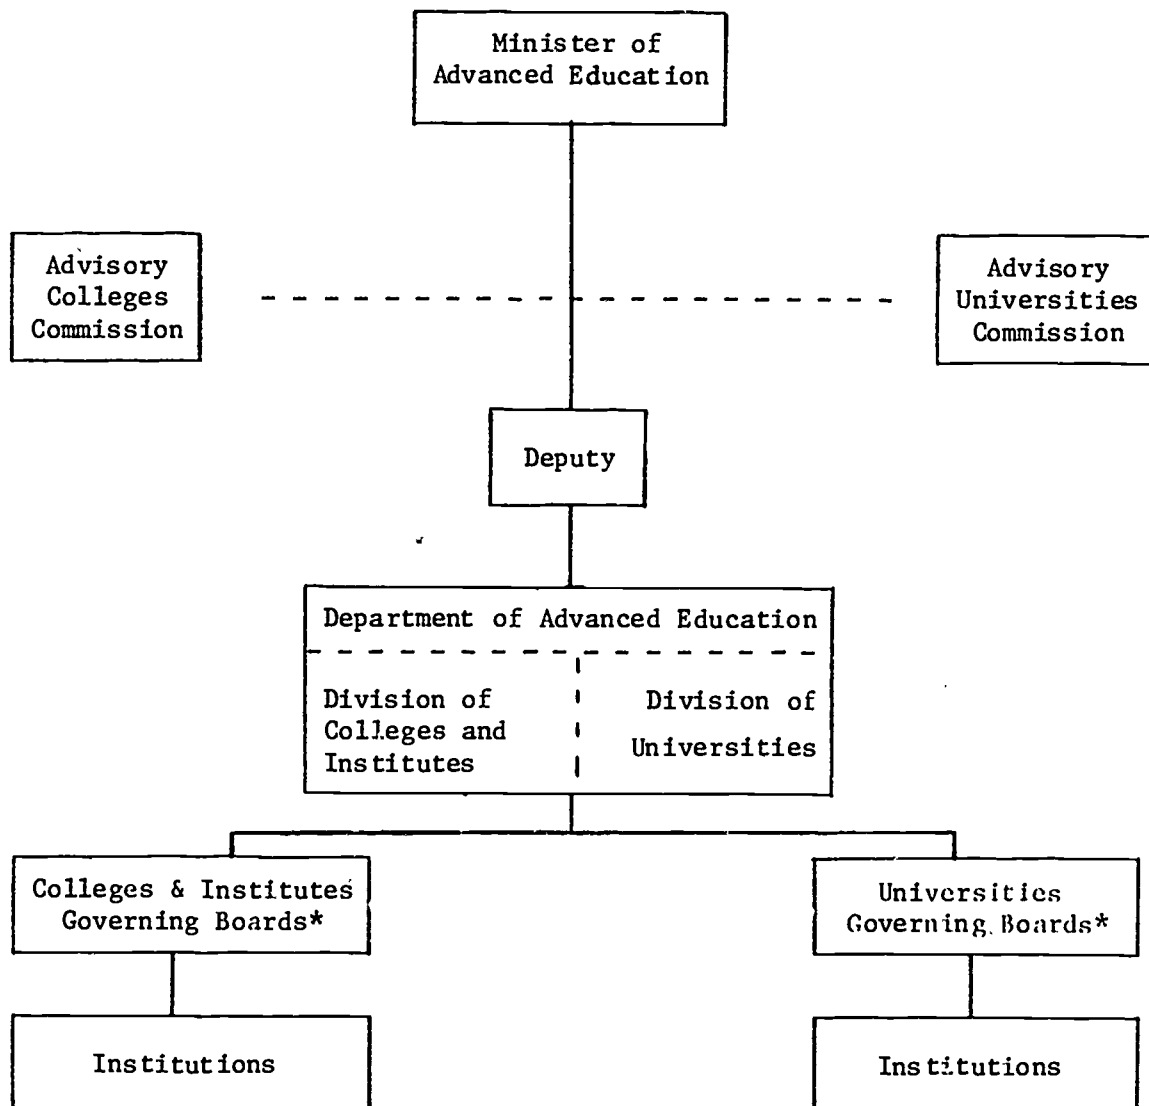 Minister of
Advanced Education
Advisory
Colleges
Commission
Advisory
Universities
Commission
Deputy
Department of Advanced Education
Division of
Colleges and
Institutes
Division of
Universities
Colleges & Institutes
Governing Boards*
Universities
Governing Boards*
Institutions
Institutions